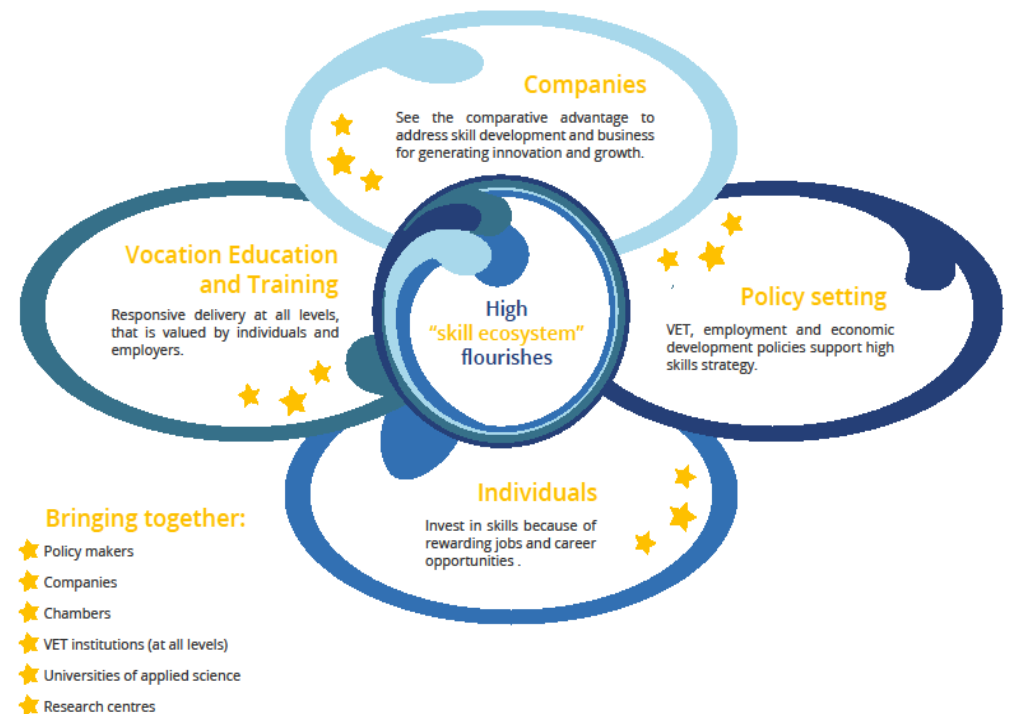 Companies
See the comparative advantage to
address skill development and business
for generating innovation and growth.
Vocation Education
and Training
Responsive delivery at all levels,
that is valued by individuals and
employers.
High
“skill ecosystem”
flourishes
Policy setting
VET, employment and economic
development policies support high
skills strategy.
Individuals
Invest in skills because of
rewarding jobs and career
opportunities .
Bringing together:
Policy makers
Companies
Chambers
VET institutions (at all levels)
Universities of applied science
Research centres